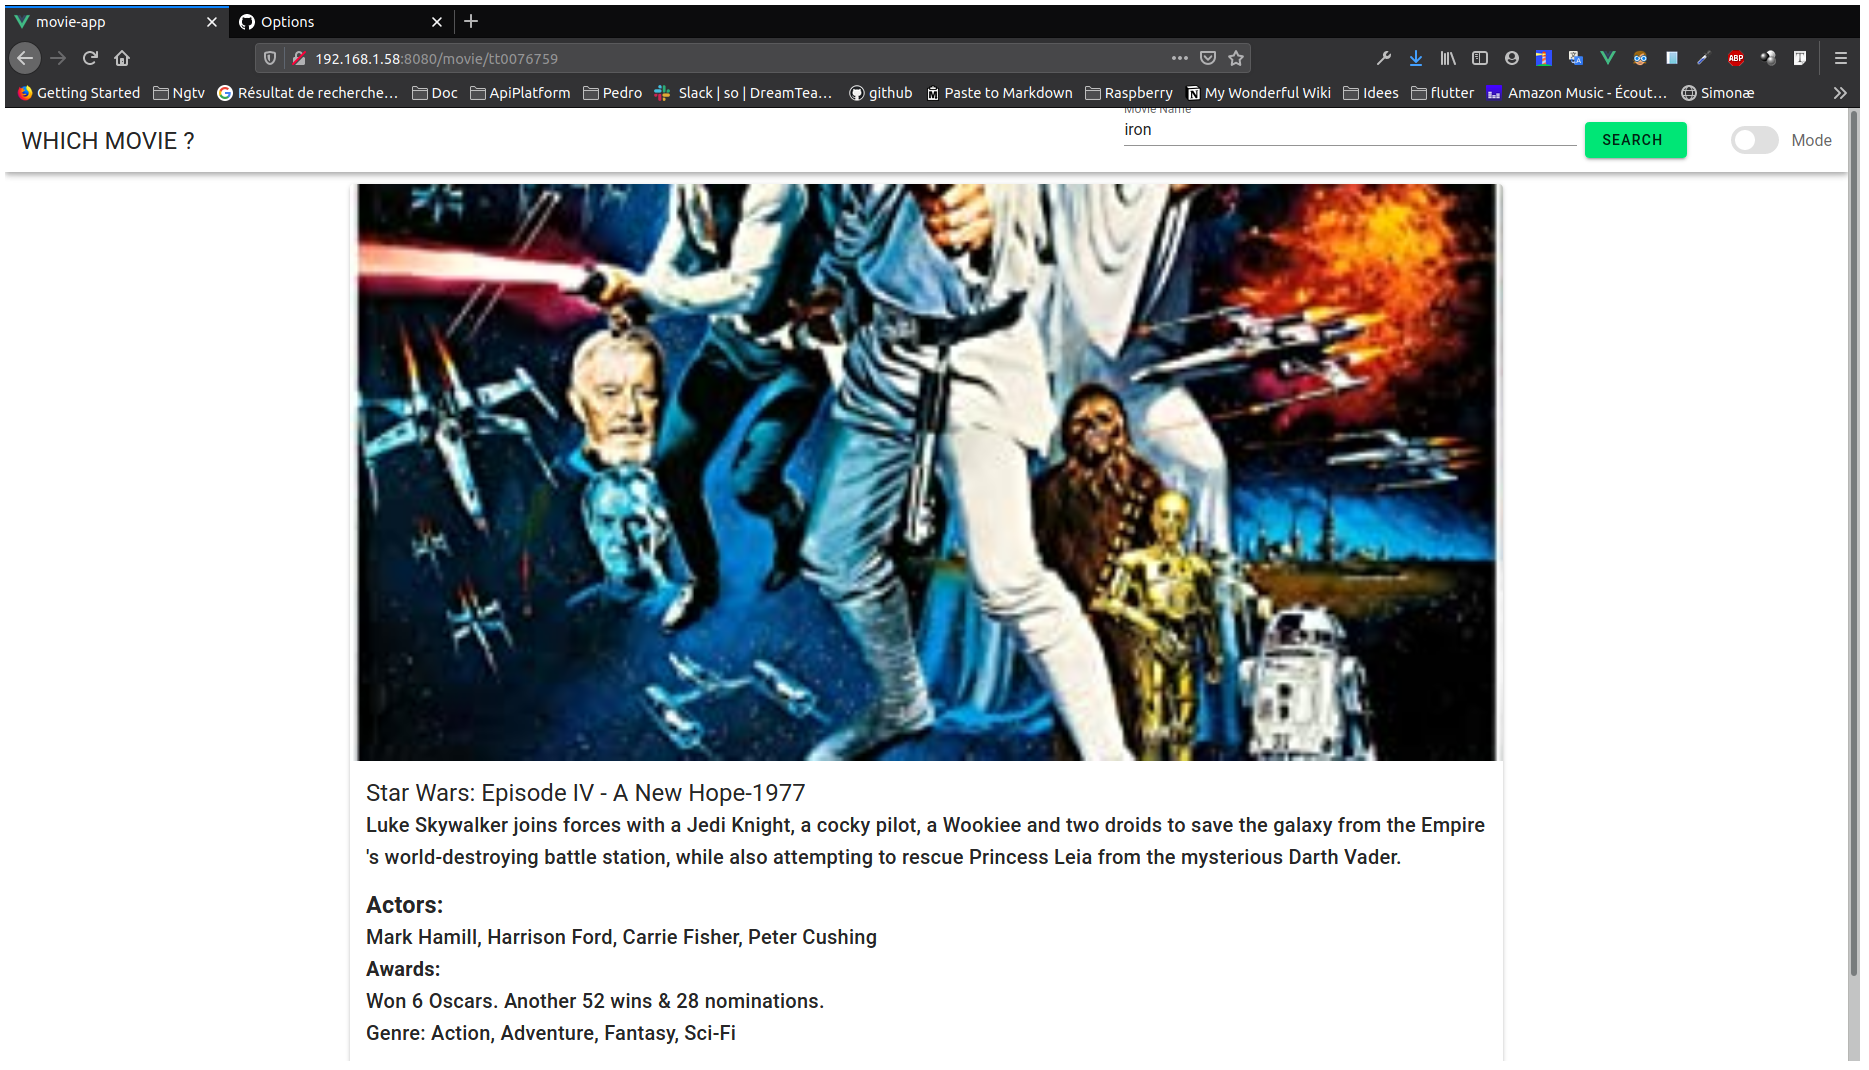 movie-app
Options
192.168.1.58:8080/movie/tt0076759
Getting Started Ngtv Résultat de recherche… Doc ApiPlatform Pedro Slack | so | DreamTea… github Paste to Markdown Raspberry My Wonderful Wiki Idees flutter Amazon Music - Écout… Simonæ
WHICH MOVIE ?
Movie Name
iron
SEARCH
Mode
Star Wars: Episode IV - A New Hope-1977
Luke Skywalker joins forces with a Jedi Knight, a cocky pilot, a Wookiee and two droids to save the galaxy from the Empire
's world-destroying battle station, while also attempting to rescue Princess Leia from the mysterious Darth Vader.
Actors:
Mark Hamill, Harrison Ford, Carrie Fisher, Peter Cushing
Awards:
Won 6 Oscars. Another 52 wins & 28 nominations.
Genre: Action, Adventure, Fantasy, Sci-Fi